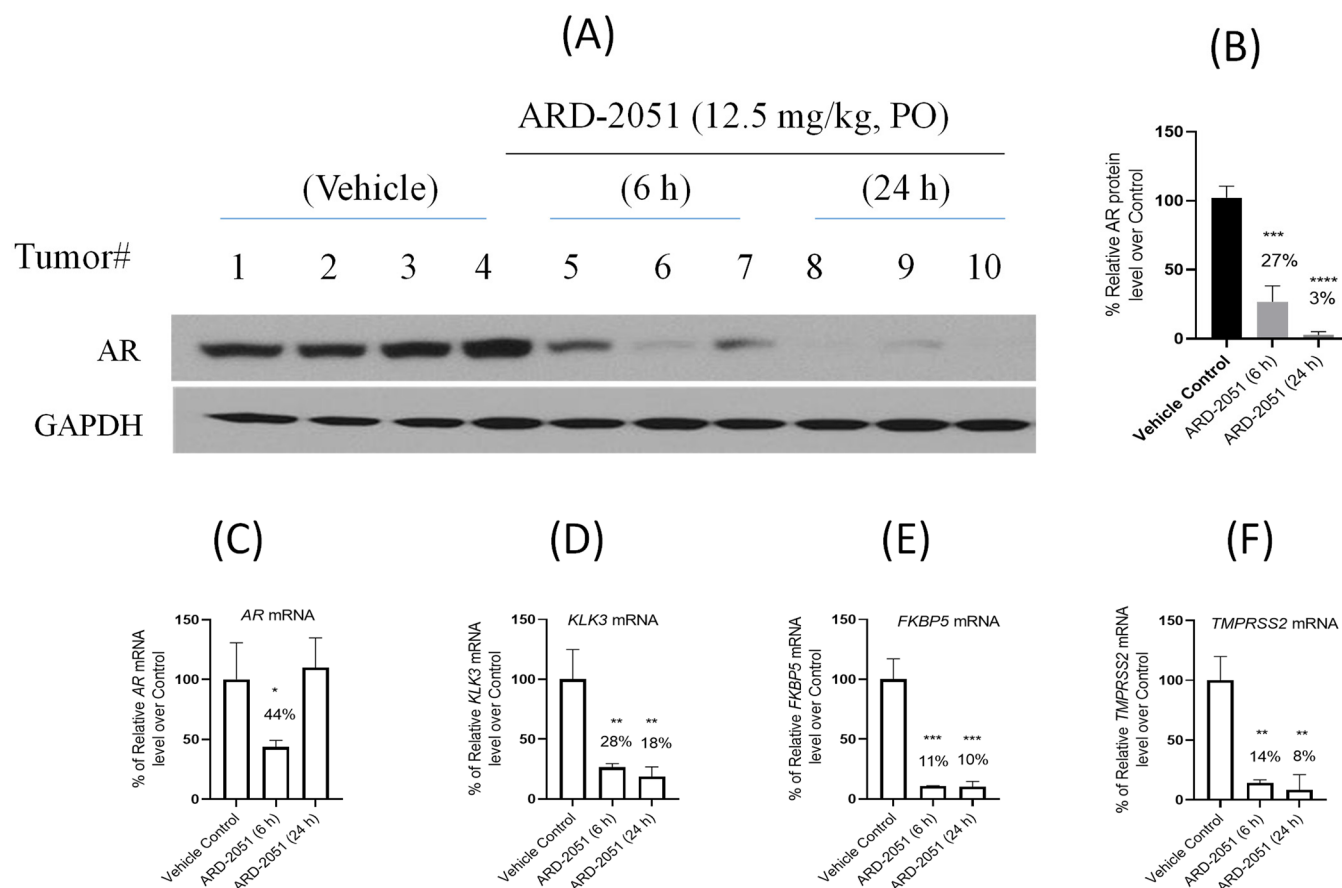 (A)
ARD-2051 (12.5 mg/kg, PO)
(Vehicle) (6 h) (24 h)
Tumor# 1 2 3 4 5 6 7 8 9 10
AR
GAPDH
(B)
% Relative AR protein
level over Control
150
100
50
0
***
27%
****
3%
Vehicle Control
ARD-2051 (6 h)
ARD-2051 (24 h)
(C)
AR mRNA
% of Relative AR mRNA
level over Control
150
100
50
0
*
44%
Vehicle Control
ARD-2051 (6 h)
ARD-2051 (24 h)
(D)
KLK3 mRNA
% of Relative KLK3 mRNA
level over Control
150
100
50
0
** **
28% 18%
Vehicle Control
ARD-2051 (6 h)
ARD-2051 (24 h)
(E)
FKBP5 mRNA
% of Relative FKBP5 mRNA
level over Control
150
100
50
0
*** ***
11% 10%
Vehicle Control
ARD-2051 (6 h)
ARD-2051 (24 h)
(F)
TMPRSS2 mRNA
% of Relative TMPRSS2 mRNA
level over Control
150
100
50
0
** **
14% 8%
Vehicle Control
ARD-2051 (6 h)
ARD-2051 (24 h)